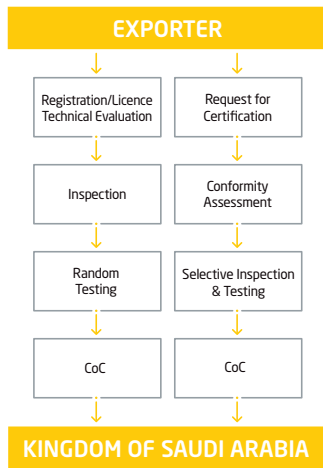 EXPORTER
Registration/Licence
Technical Evaluation
Request for
Certification
Inspection
Conformity
Assessment
Random
Testing
Selective Inspection
& Testing
CoC
CoC
KINGDOM OF SAUDI ARABIA